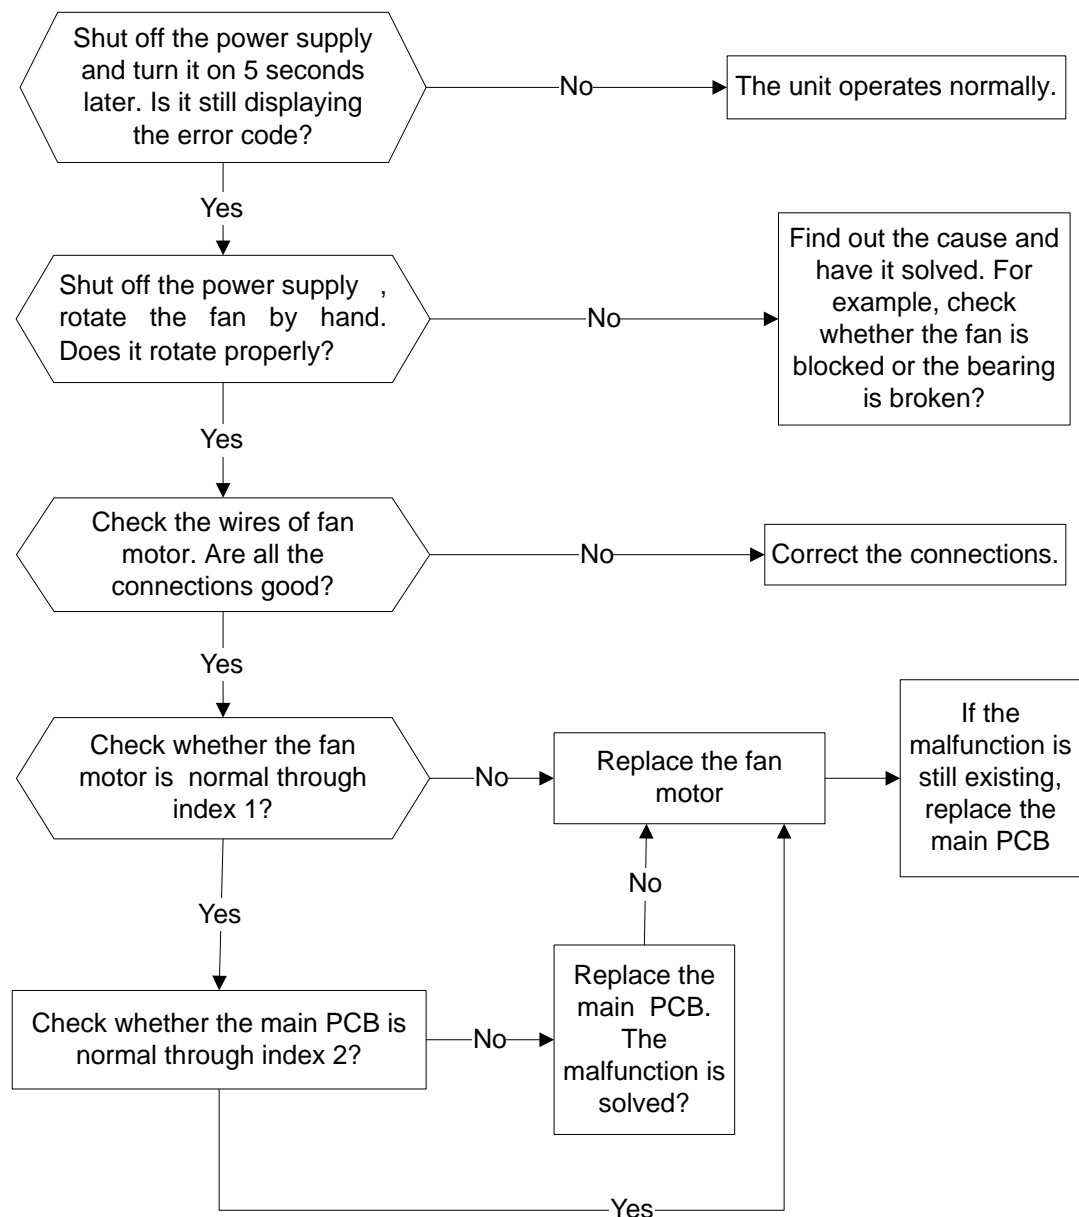 Shut off the power supply
and turn it on 5 seconds
later. Is it still displaying
the error code?
No
The unit operates normally.
Yes
Shut off the power supply ,
rotate the fan by hand.
Does it rotate properly?
No
Find out the cause and
have it solved. For
example, check
whether the fan is
blocked or the bearing
is broken?
Yes
Check the wires of fan
motor. Are all the
connections good?
No
Correct the connections.
Yes
Check whether the fan
motor is normal through
index 1?
No
Replace the fan
motor
If the
malfunction is
still existing,
replace the
main PCB
Yes
No
Check whether the main PCB is
normal through index 2?
No
Replace the
main PCB.
The
malfunction is
solved?
Yes